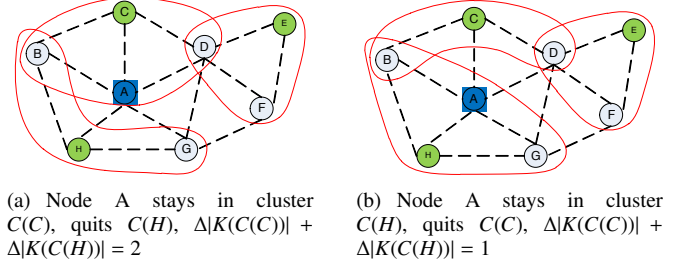 C
E
D
B
A
F
H
G
C
E
D
B
A
F
H
G
(a) Node A stays in cluster
C(C), quits C(H), Δ|K(C(C))| +
Δ|K(C(H))| = 2
(b) Node A stays in cluster
C(H), quits C(C), Δ|K(C(C))| +
Δ|K(C(H))| = 1